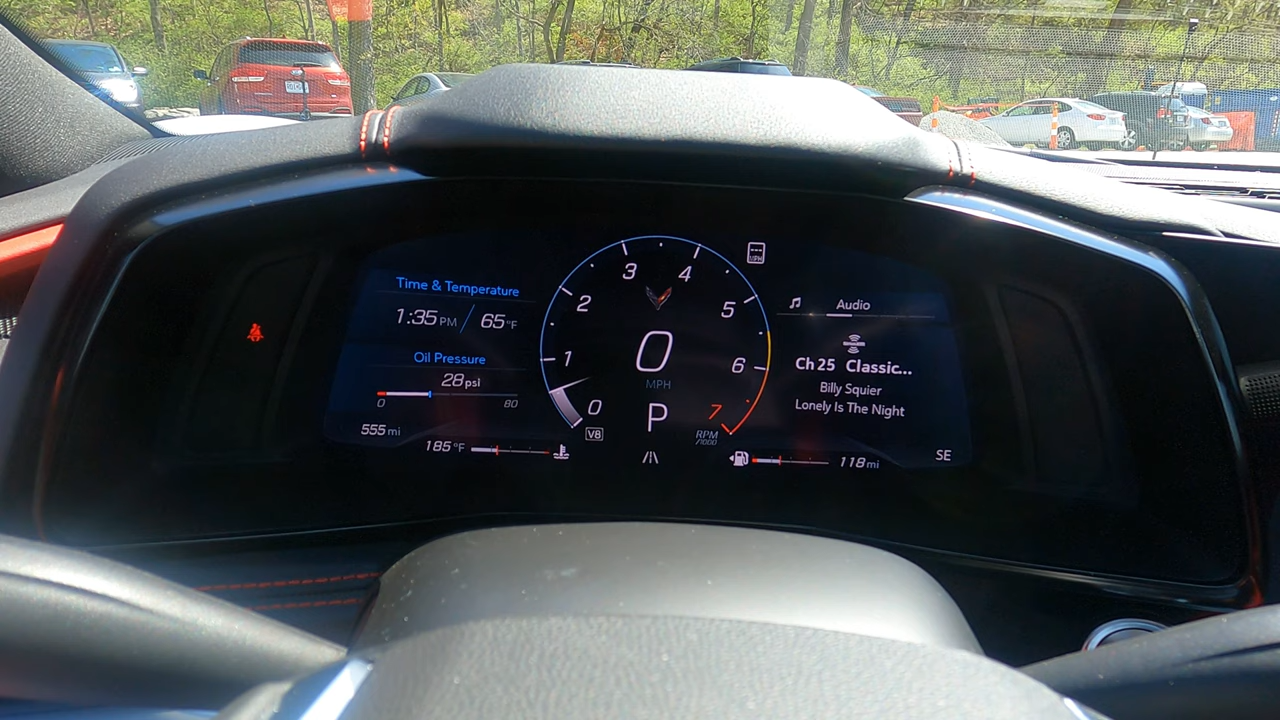 Time & Temperature
1:35 PM / 65°F
Oil Pressure
28 psi
0 80
555 mi
185°F
0
1
2
3
4
5
6
7
RPM
/1000
V8
0
MPH
P
--- MPH
Audio
Ch 25 Classic...
Billy Squier
Lonely Is The Night
118 mi
SE